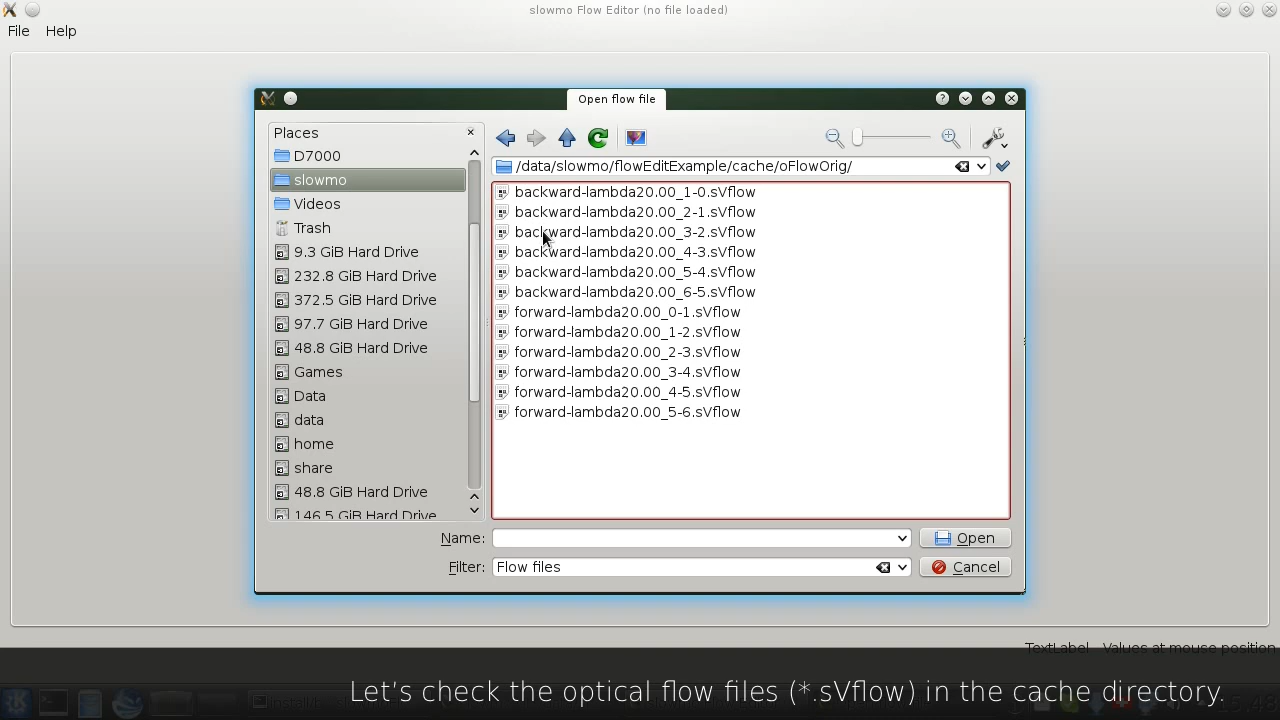 slowmo Flow Editor (no file loaded)
File Help
Open flow file
Places
D7000
slowmo
Videos
Trash
9.3 GiB Hard Drive
232.8 GiB Hard Drive
372.5 GiB Hard Drive
97.7 GiB Hard Drive
48.8 GiB Hard Drive
Games
Data
data
home
share
48.8 GiB Hard Drive
146.5 GiB Hard Drive
/data/slowmo/flowEditExample/cache/oFlowOrig/
backward-lambda20.00_1-0.sVflow
backward-lambda20.00_2-1.sVflow
backward-lambda20.00_3-2.sVflow
backward-lambda20.00_4-3.sVflow
backward-lambda20.00_5-4.sVflow
backward-lambda20.00_6-5.sVflow
forward-lambda20.00_0-1.sVflow
forward-lambda20.00_1-2.sVflow
forward-lambda20.00_2-3.sVflow
forward-lambda20.00_3-4.sVflow
forward-lambda20.00_4-5.sVflow
forward-lambda20.00_5-6.sVflow
Name:
Open
Filter: Flow files
Cancel
TextLabel Values at mouse position
Let's check the optical flow files (*.sVflow) in the cache directory.